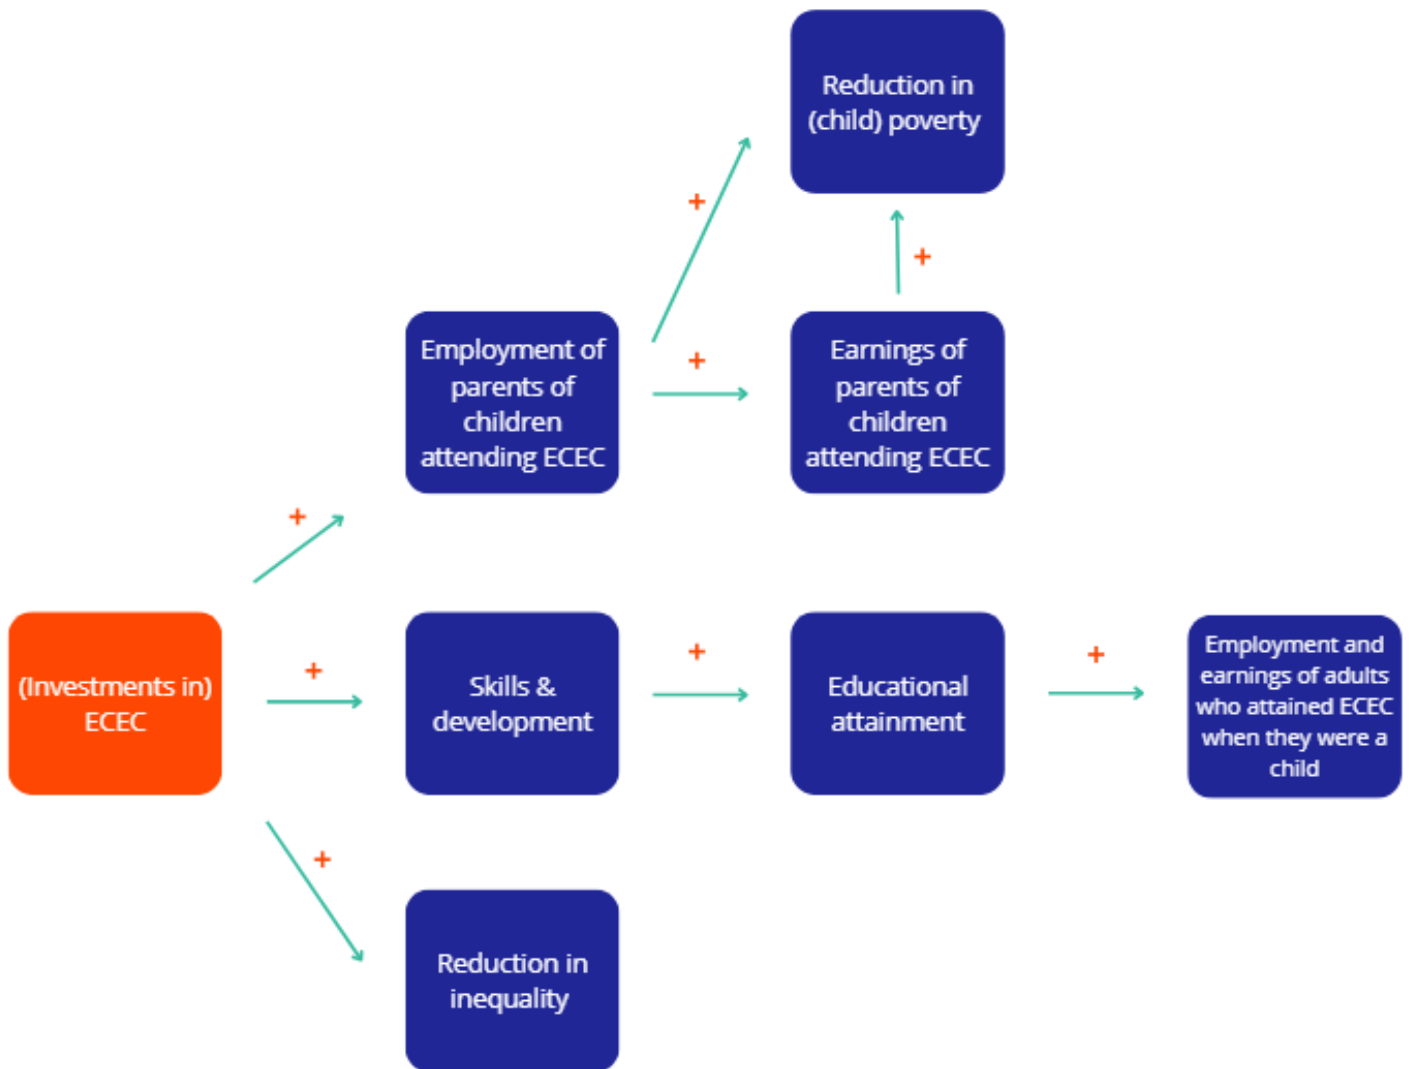 Reduction in
(child) poverty
+
+
Employment of
parents of
children
attending ECEC
+
Earnings of
parents of
children
attending ECEC
+
(Investments in)
ECEC
+
Skills &
development
+
Educational
attainment
+
Employment and
earnings of adults
who attained ECEC
when they were a
child
+
Reduction in
inequality